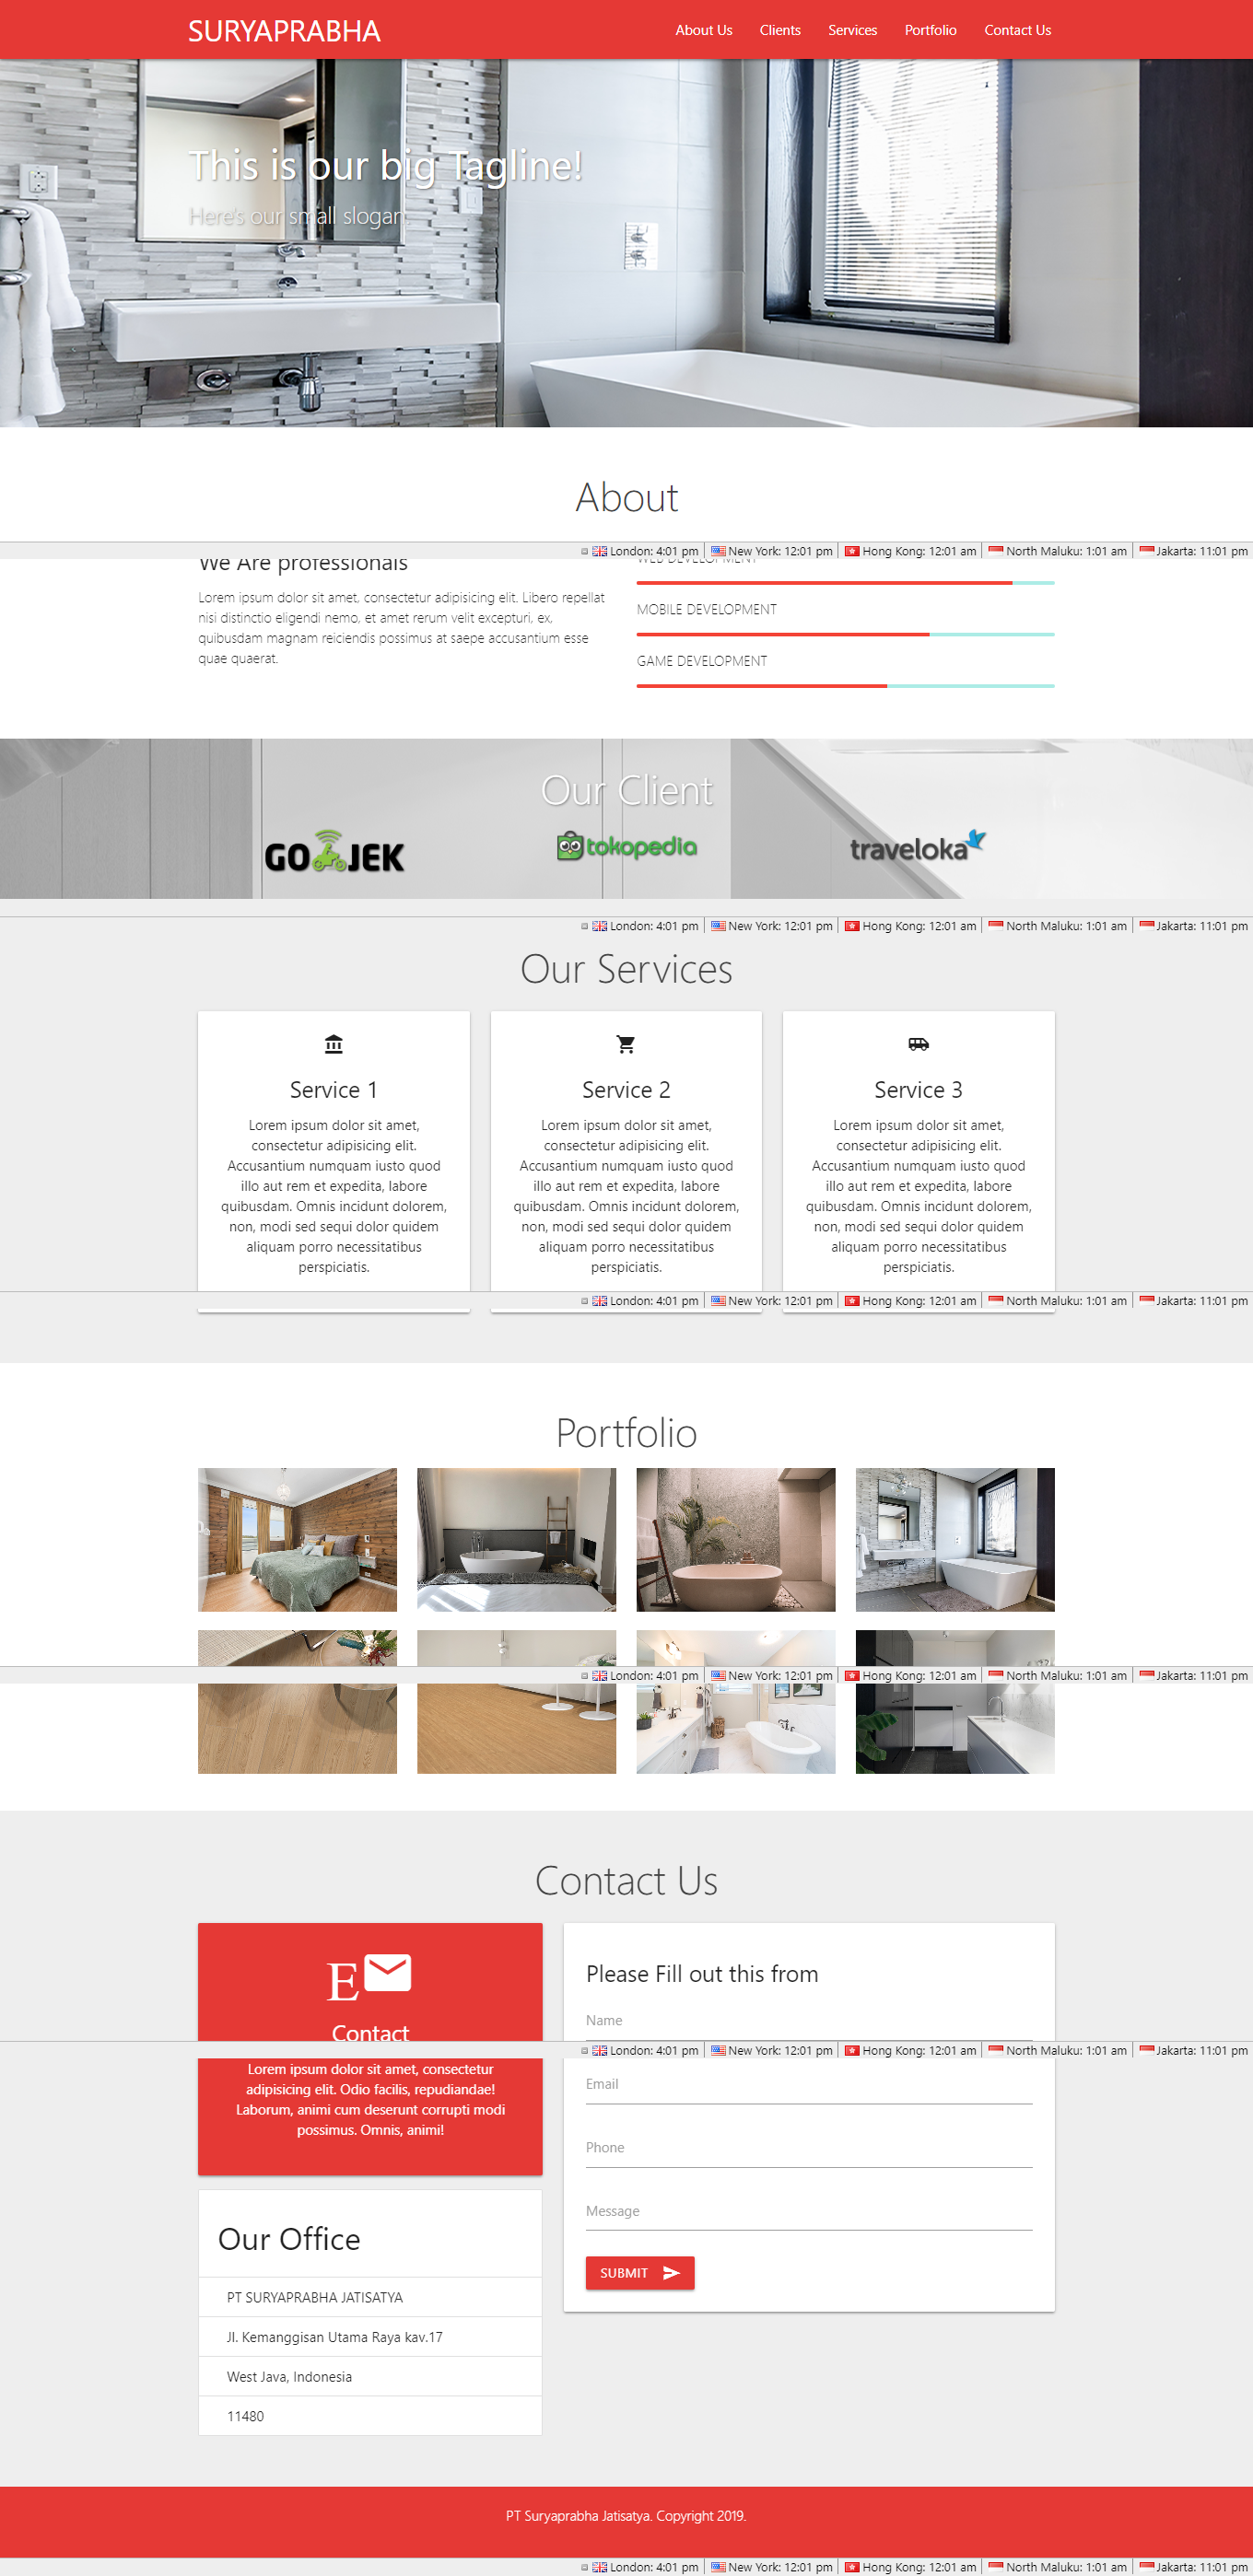 SURYAPRABHA
About Us Clients Services Portfolio Contact Us
This is our big Tagline!
Here's our small slogan
About
London: 4:01 pm New York: 12:01 pm Hong Kong: 12:01 am North Maluku: 1:01 am Jakarta: 11:01 pm
We Are professionals
Lorem ipsum dolor sit amet, consectetur adipisicing elit. Libero repellat
nisi distinctio eligendi nemo, et amet rerum velit excepturi, ex,
quibusdam magnam reiciendis possimus at saepe accusantium esse
quae quaerat.
WEB DEVELOPMENT
MOBILE DEVELOPMENT
GAME DEVELOPMENT
Our Client
GO JEK
tokopedia
traveloka
London: 4:01 pm New York: 12:01 pm Hong Kong: 12:01 am North Maluku: 1:01 am Jakarta: 11:01 pm
Our Services
Service 1
Lorem ipsum dolor sit amet,
consectetur adipisicing elit.
Accusantium numquam iusto quod
illo aut rem et expedita, labore
quibusdam. Omnis incidunt dolorem,
non, modi sed sequi dolor quidem
aliquam porro necessitatibus
perspiciatis.
Service 2
Lorem ipsum dolor sit amet,
consectetur adipisicing elit.
Accusantium numquam iusto quod
illo aut rem et expedita, labore
quibusdam. Omnis incidunt dolorem,
non, modi sed sequi dolor quidem
aliquam porro necessitatibus
perspiciatis.
Service 3
Lorem ipsum dolor sit amet,
consectetur adipisicing elit.
Accusantium numquam iusto quod
illo aut rem et expedita, labore
quibusdam. Omnis incidunt dolorem,
non, modi sed sequi dolor quidem
aliquam porro necessitatibus
perspiciatis.
London: 4:01 pm New York: 12:01 pm Hong Kong: 12:01 am North Maluku: 1:01 am Jakarta: 11:01 pm
Portfolio
London: 4:01 pm New York: 12:01 pm Hong Kong: 12:01 am North Maluku: 1:01 am Jakarta: 11:01 pm
Contact Us
E
Contact
Please Fill out this from
Name
London: 4:01 pm New York: 12:01 pm Hong Kong: 12:01 am North Maluku: 1:01 am Jakarta: 11:01 pm
Lorem ipsum dolor sit amet, consectetur
adipisicing elit. Odio facilis, repudiandae!
Laborum, animi cum deserunt corrupti modi
possimus. Omnis, animi!
Email
Phone
Message
SUBMIT
Our Office
PT SURYAPRABHA JATISATYA
Jl. Kemanggisan Utama Raya kav.17
West Java, Indonesia
11480
PT Suryaprabha Jatisatya. Copyright 2019.
London: 4:01 pm New York: 12:01 pm Hong Kong: 12:01 am North Maluku: 1:01 am Jakarta: 11:01 pm